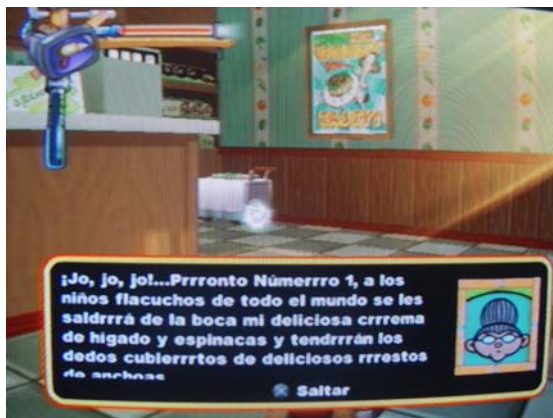 ¡Jo, jo, jo!...Prrronto Númerrro 1, a los
niños flacuchos de todo el mundo se les
saldrrrá de la boca mi deliciosa crrrema
de higado y espinacas y tendrrrán los
dedos cubierrrtos de deliciosos rrrestos
de anchoas
Saltar